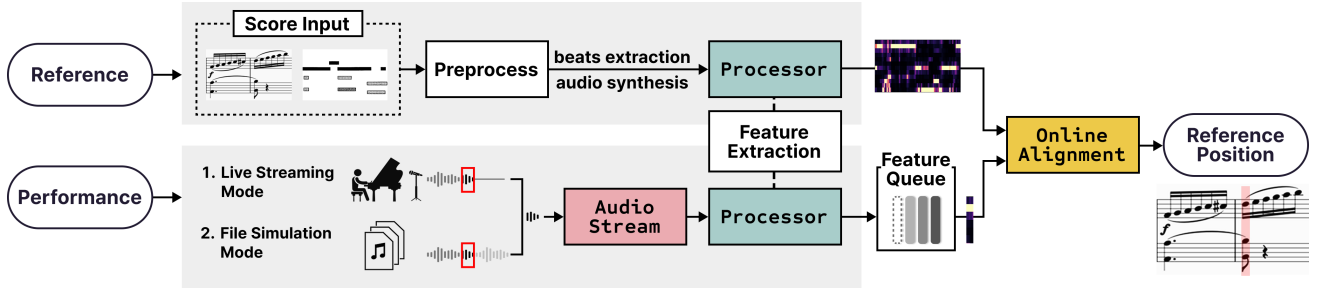 Reference
Score Input
Preprocess
beats extraction
audio synthesis
Processor
Feature
Extraction
Performance
1. Live Streaming
Mode
2. File Simulation
Mode
Audio
Stream
Processor
Feature
Queue
Online
Alignment
Reference
Position